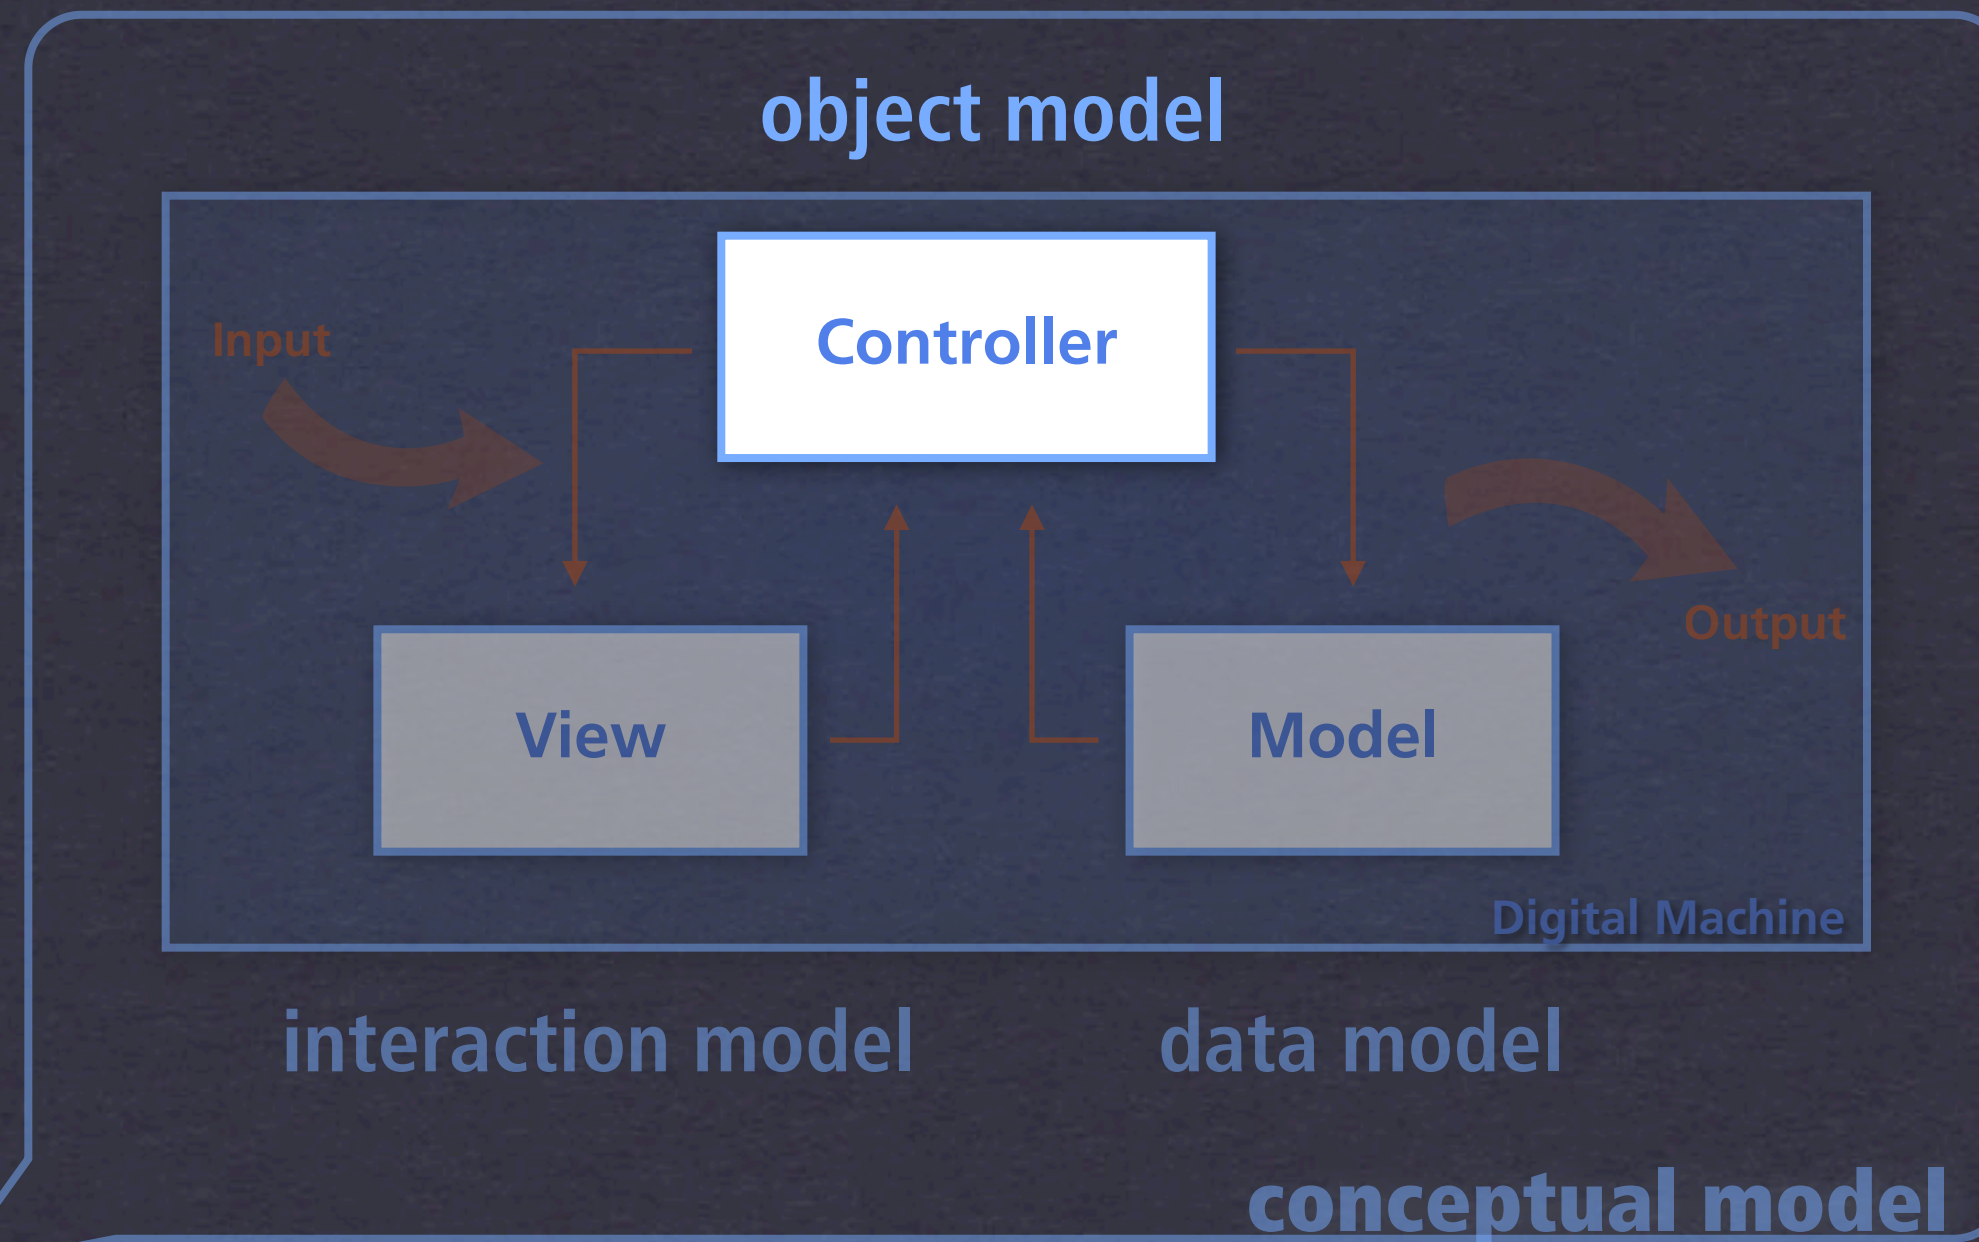 object model
Controller
Input
Output
View
Model
Digital Machine
interaction model
data model
conceptual model